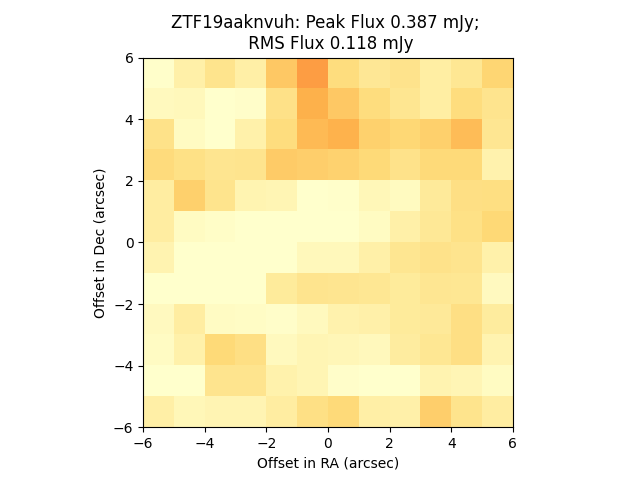 ZTF19aaknvuh: Peak Flux 0.387 mJy;
RMS Flux 0.118 mJy
6
4
2
0
−2
−4
−6
Offset in Dec (arcsec)
−6 −4 −2 0 2 4 6
Offset in RA (arcsec)